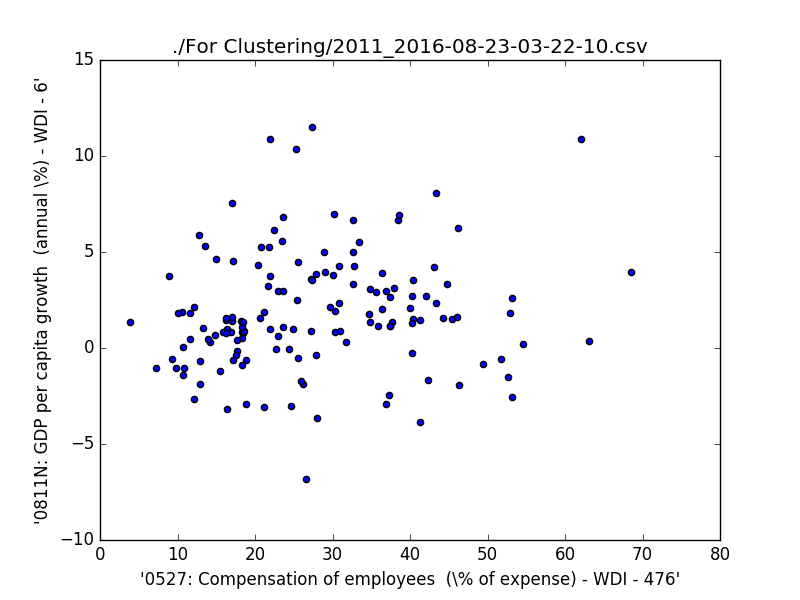 ./For Clustering/2011_2016-08-23-03-22-10.csv
15
10
5
0
−5
−10
'0811N: GDP per capita growth  (annual \%) - WDI - 6'
0 10 20 30 40 50 60 70 80
'0527: Compensation of employees  (\% of expense) - WDI - 476'